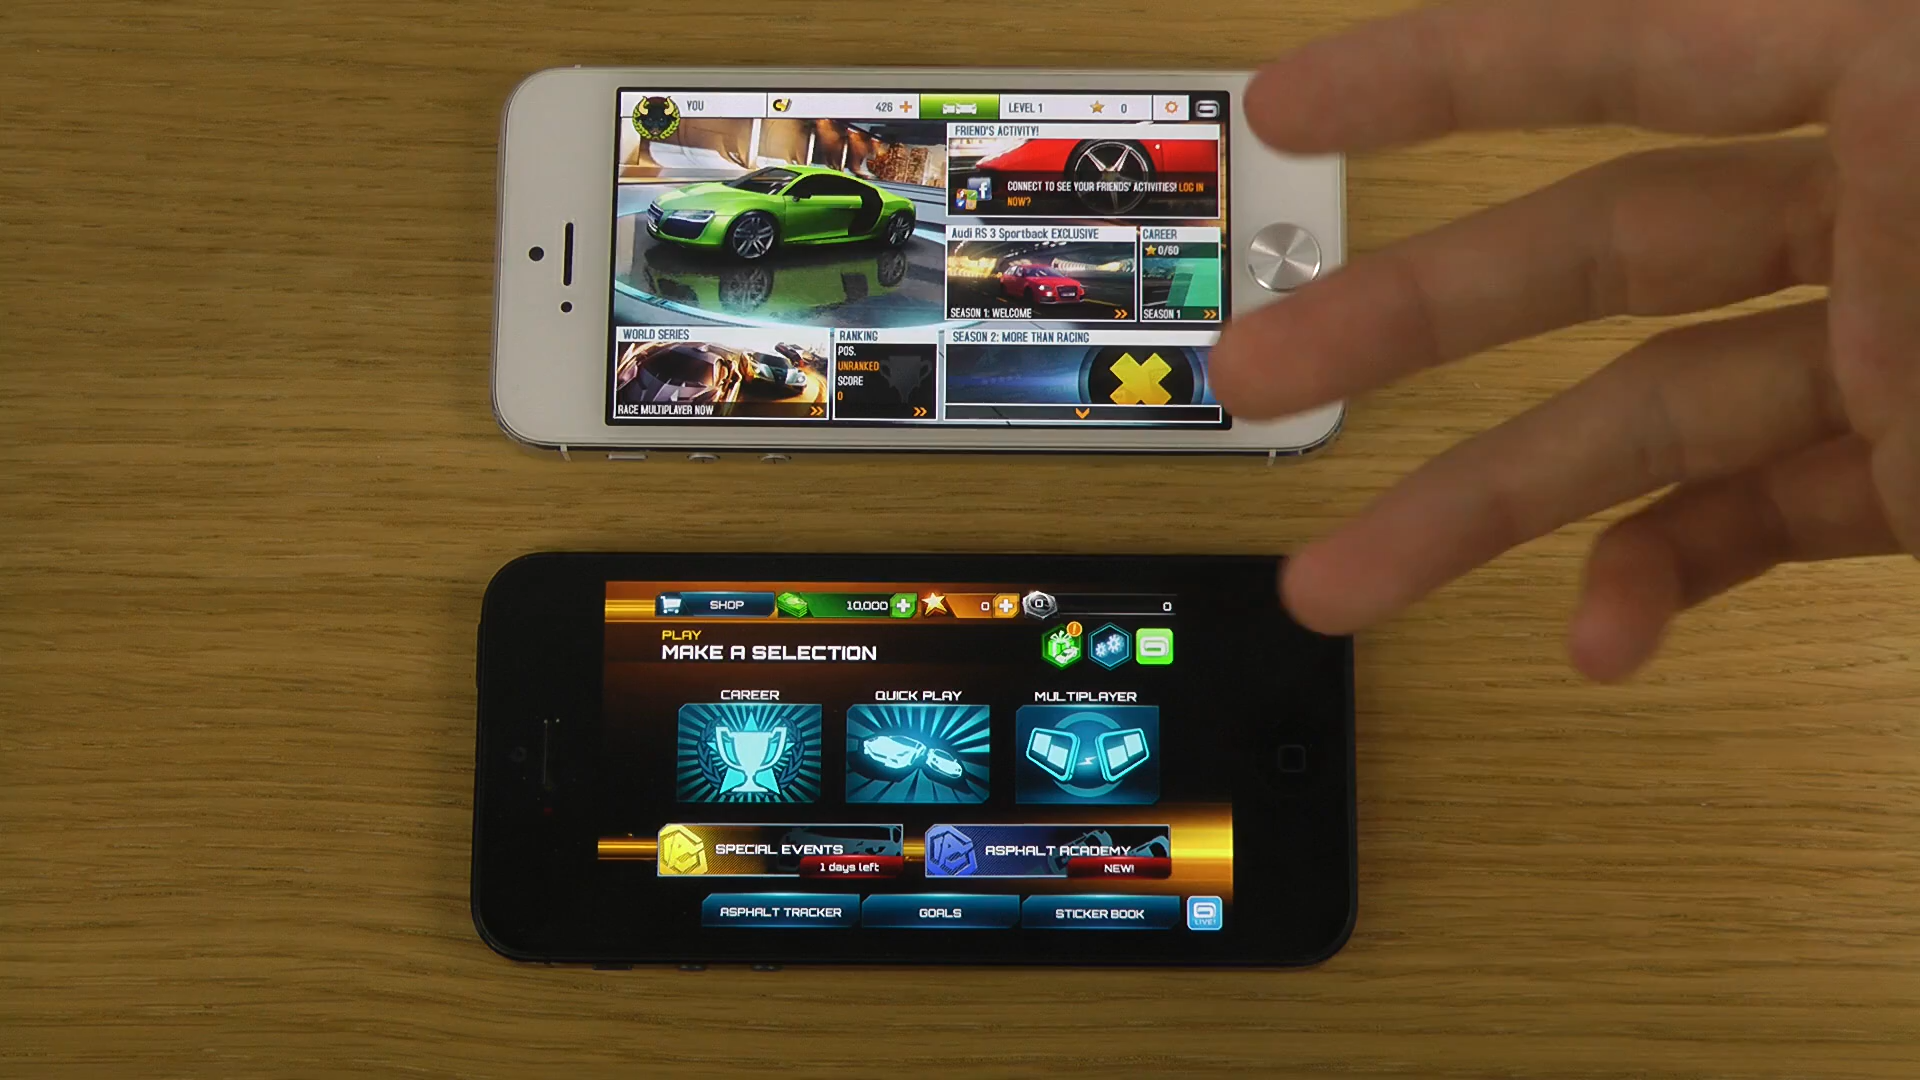 YOU
426
LEVEL 1
0
FRIEND'S ACTIVITY!
CONNECT TO SEE YOUR FRIENDS' ACTIVITIES! LOG IN
NOW?
Audi RS 3 Sportback EXCLUSIVE
SEASON 1: WELCOME
CAREER
0/60
SEASON 1
WORLD SERIES
RACE MULTIPLAYER NOW
RANKING
POS.
UNRANKED
SCORE
0
SEASON 2: MORE THAN RACING
SHOP
10,000
0
0
0
PLAY
MAKE A SELECTION
CAREER
QUICK PLAY
MULTIPLAYER
SPECIAL EVENTS
1 days left
ASPHALT ACADEMY
NEW!
ASPHALT TRACKER
GOALS
STICKER BOOK
LIVE!